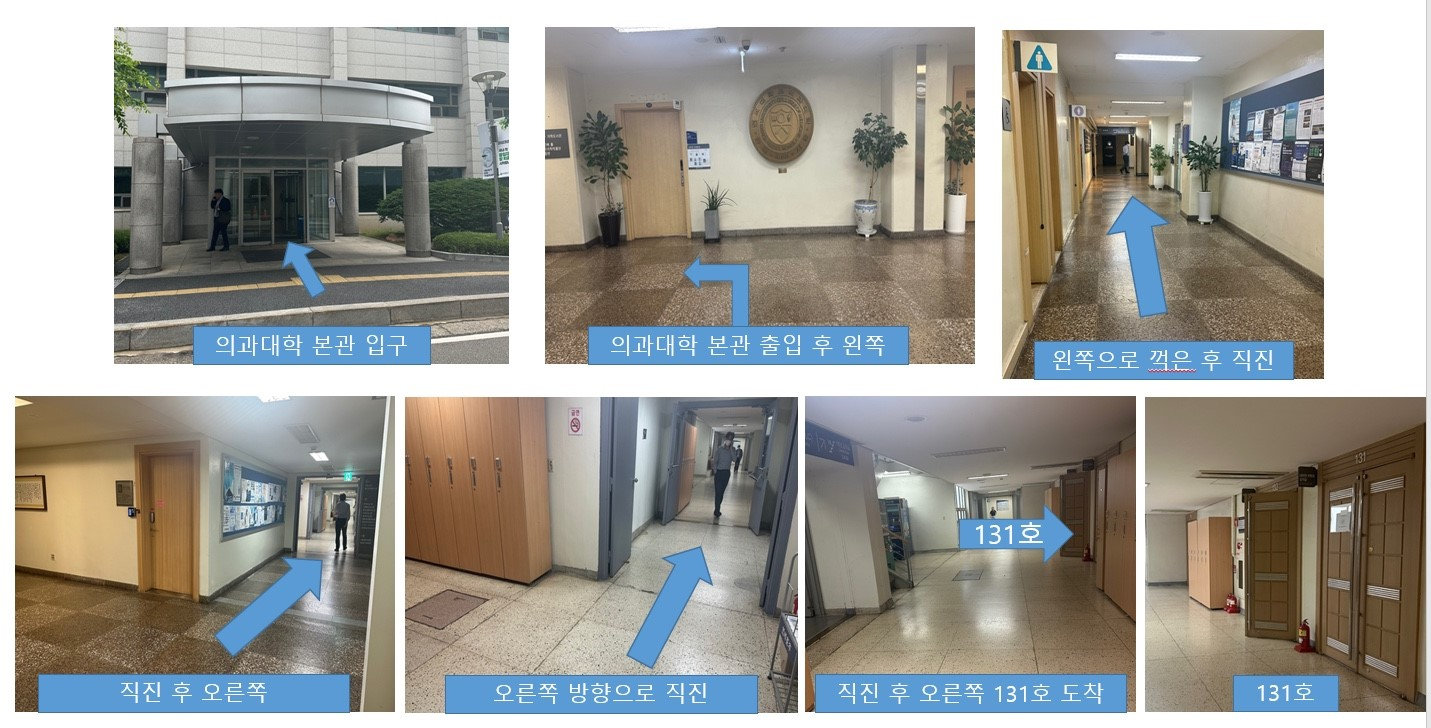 의과대학 본관 입구
의과대학 본관 출입 후 왼쪽
왼쪽으로 꺽은 후 직진
직진 후 오른쪽
금연
오른쪽 방향으로 직진
131호
직진 후 오른쪽 131호 도착
131
131호